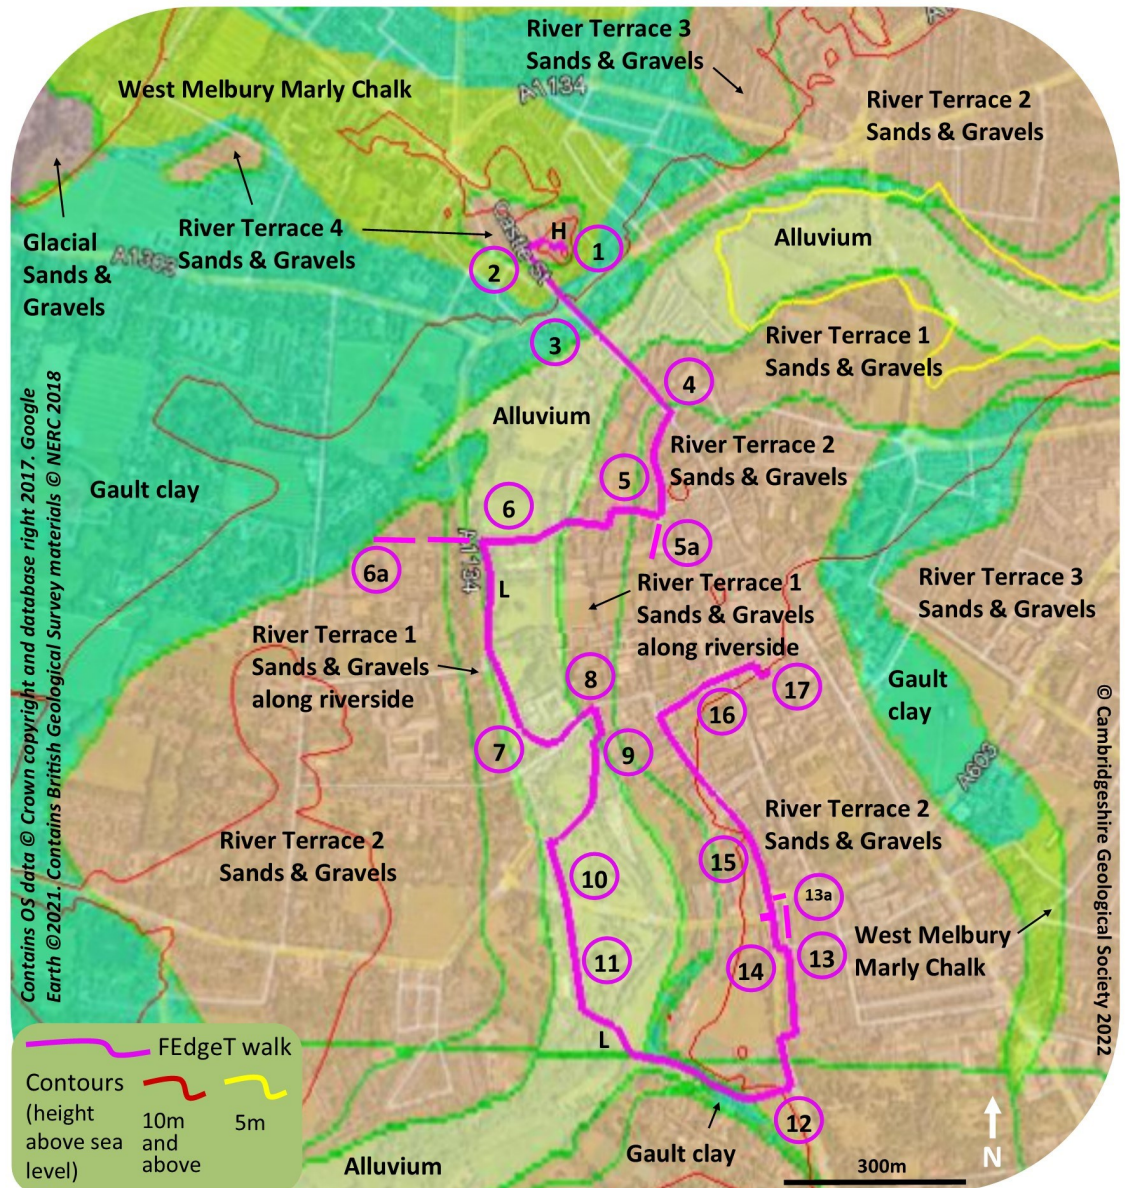 River Terrace 3
Sands & Gravels
A1134
West Melbury Marly Chalk
River Terrace 2
Sands & Gravels
River Terrace 4
Sands & Gravels
Glacial
Sands &
Gravels
A1303
Castle St
H
1
2
Alluvium
3
River Terrace 1
Sands & Gravels
4
Alluvium
River Terrace 2
Sands & Gravels
5
Gault clay
6
5a
A1134
6a
River Terrace 1
Sands & Gravels
along riverside
L
River Terrace 3
Sands & Gravels
River Terrace 1
Sands & Gravels
along riverside
8
17
Gault
clay
16
7
9
A603
River Terrace 2
Sands & Gravels
River Terrace 2
Sands & Gravels
15
10
13a
West Melbury
Marly Chalk
11
14
13
L
12
Gault clay
Alluvium
FEdgeT walk
Contours
(height
above sea
level)
10m
and
above
5m
N
300m
Contains OS data © Crown copyright and database right 2017. Google
Earth ©2021. Contains British Geological Survey materials © NERC 2018
© Cambridgeshire Geological Society 2022